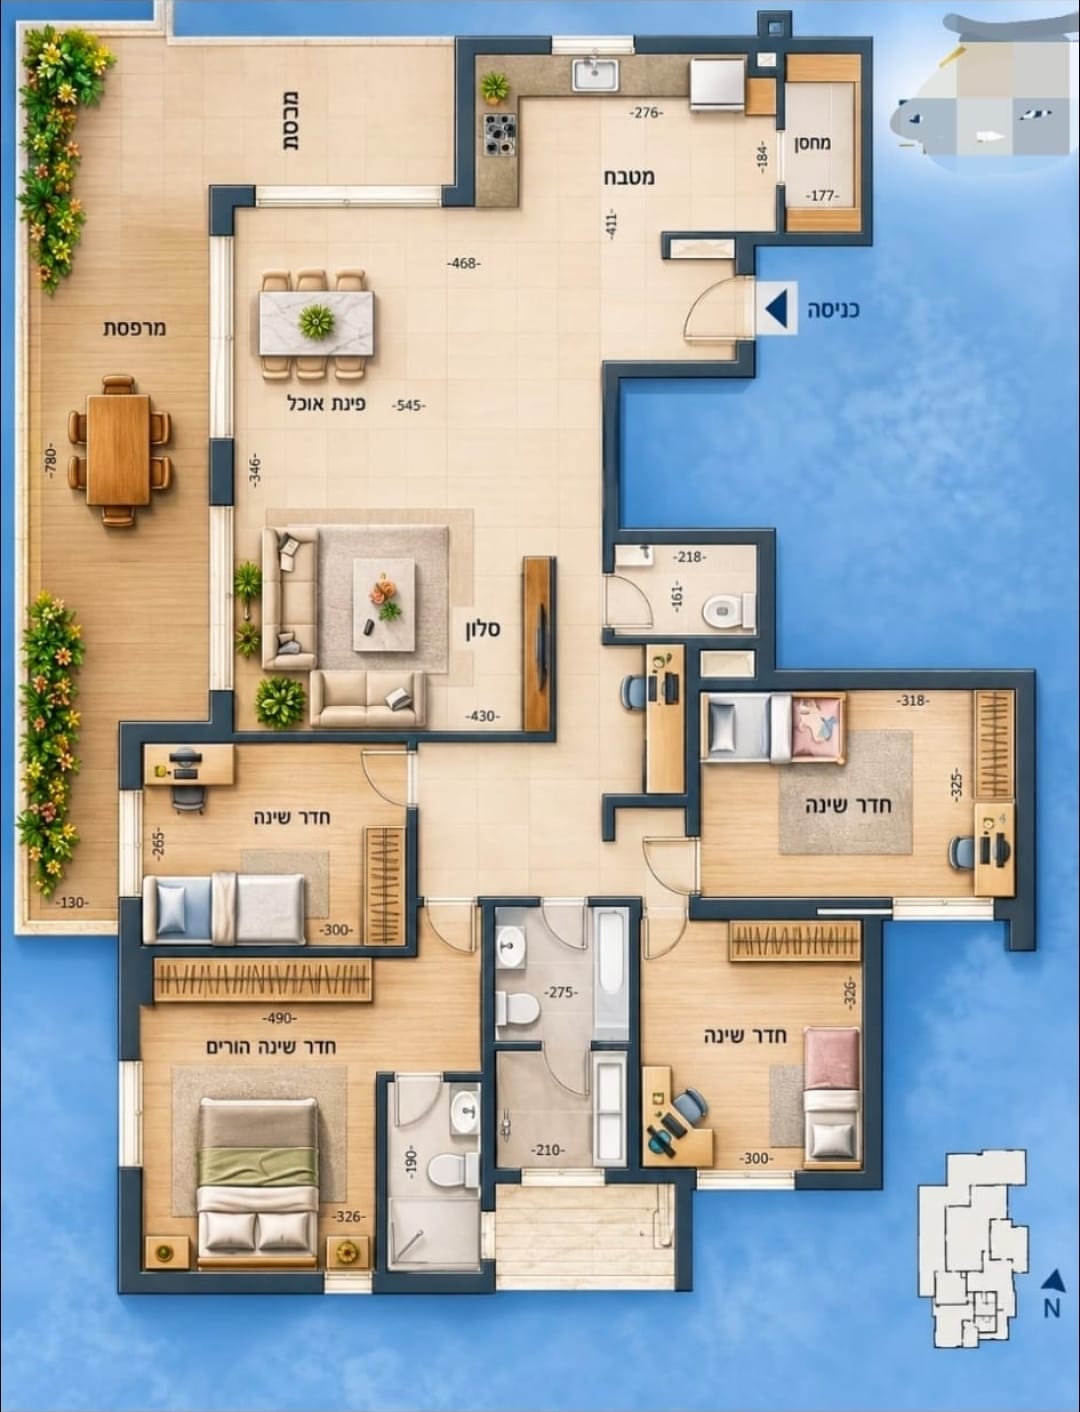 מכסת
-276-
-184-
מחסן
מטבח
-177-
-411-
-468-
כניסה
מרפסת
פינת אוכל
-545-
-780-
-346-
-218-
-161-
סלון
-430-
-318-
-325-
חדר שינה
חדר שינה
-265-
-130-
-300-
-275-
-326-
-490-
חדר שינה הורים
חדר שינה
-190-
-210-
-300-
-326-
N